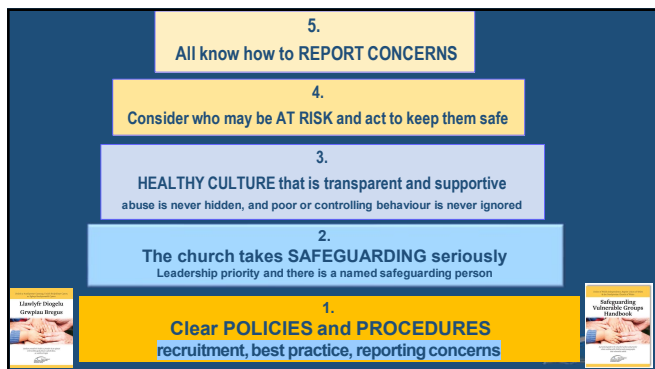 5.
All know how to REPORT CONCERNS
4.
Consider who may be AT RISK and act to keep them safe
3.
HEALTHY CULTURE that is transparent and supportive
abuse is never hidden, and poor or controlling behaviour is never ignored
2.
The church takes SAFEGUARDING seriously
Leadership priority and there is a named safeguarding person
Llawlyfr Diogelu
Grwpiau Bregus
1.
Clear POLICIES and PROCEDURES
recruitment, best practice, reporting concerns
Safeguarding
Vulnerable Groups
Handbook